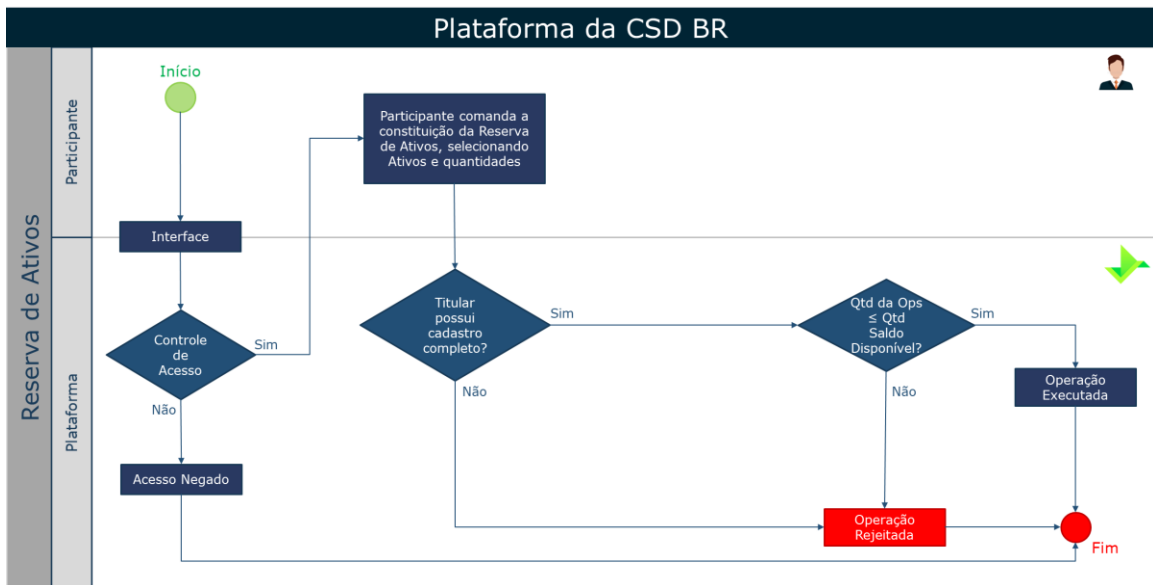 Plataforma da CSD BR
Reserva de Ativos
Participante
Plataforma
Início
Interface
Participante comanda a
constituição da Reserva
de Ativos, selecionando
Ativos e quantidades
Controle
de
Acesso
Sim
Não
Acesso Negado
Titular
possui
cadastro
completo?
Sim
Não
Qtd da Ops
≤ Qtd
Saldo
Disponível?
Sim
Não
Operação
Executada
Operação
Rejeitada
Fim